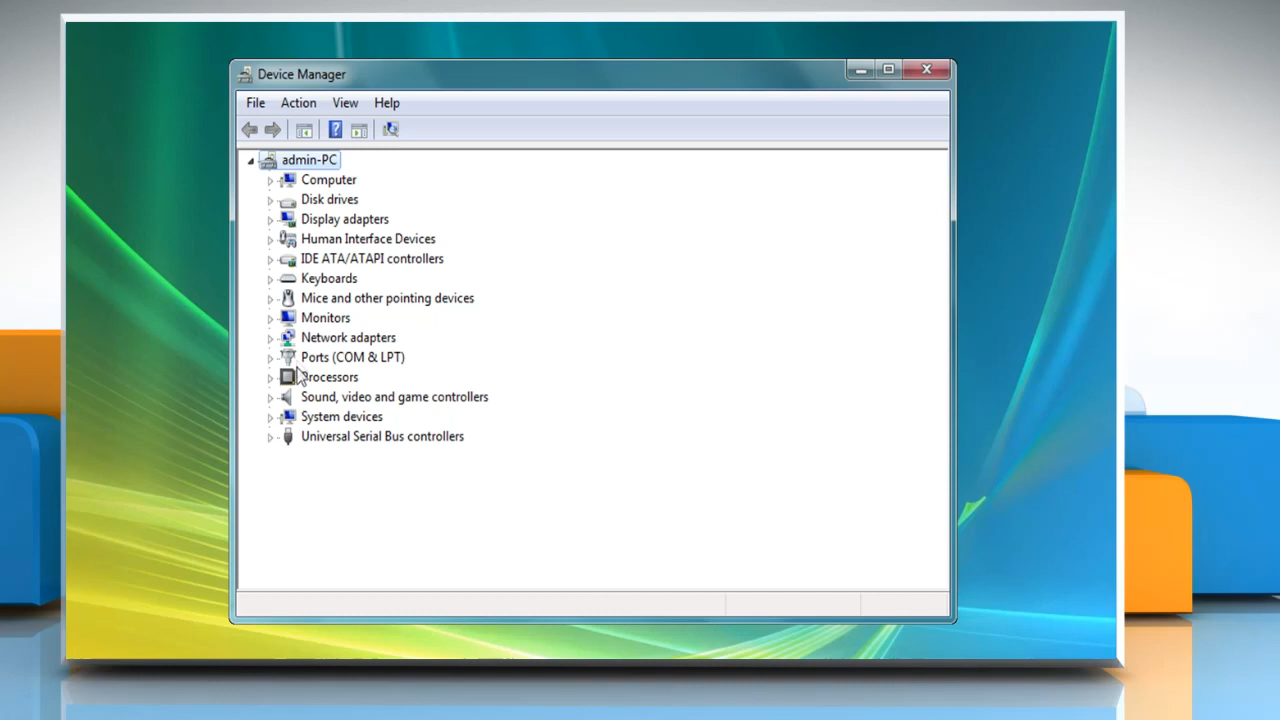 Device Manager
File Action View Help
admin-PC
Computer
Disk drives
Display adapters
Human Interface Devices
IDE ATA/ATAPI controllers
Keyboards
Mice and other pointing devices
Monitors
Network adapters
Ports (COM & LPT)
Processors
Sound, video and game controllers
System devices
Universal Serial Bus controllers